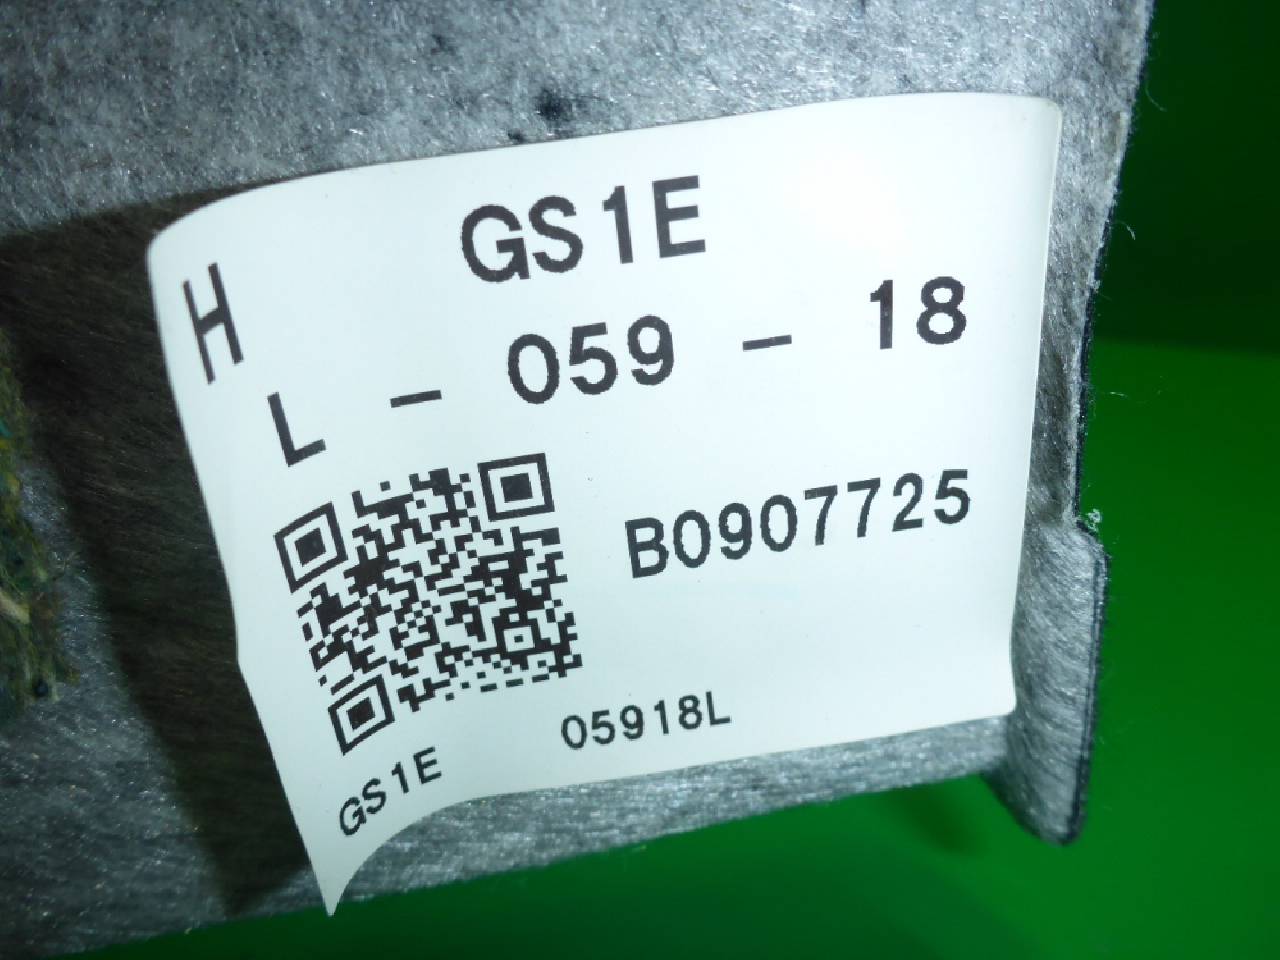 GS1E
H
L - 059 - 18
B0907725
05918L
GS1E